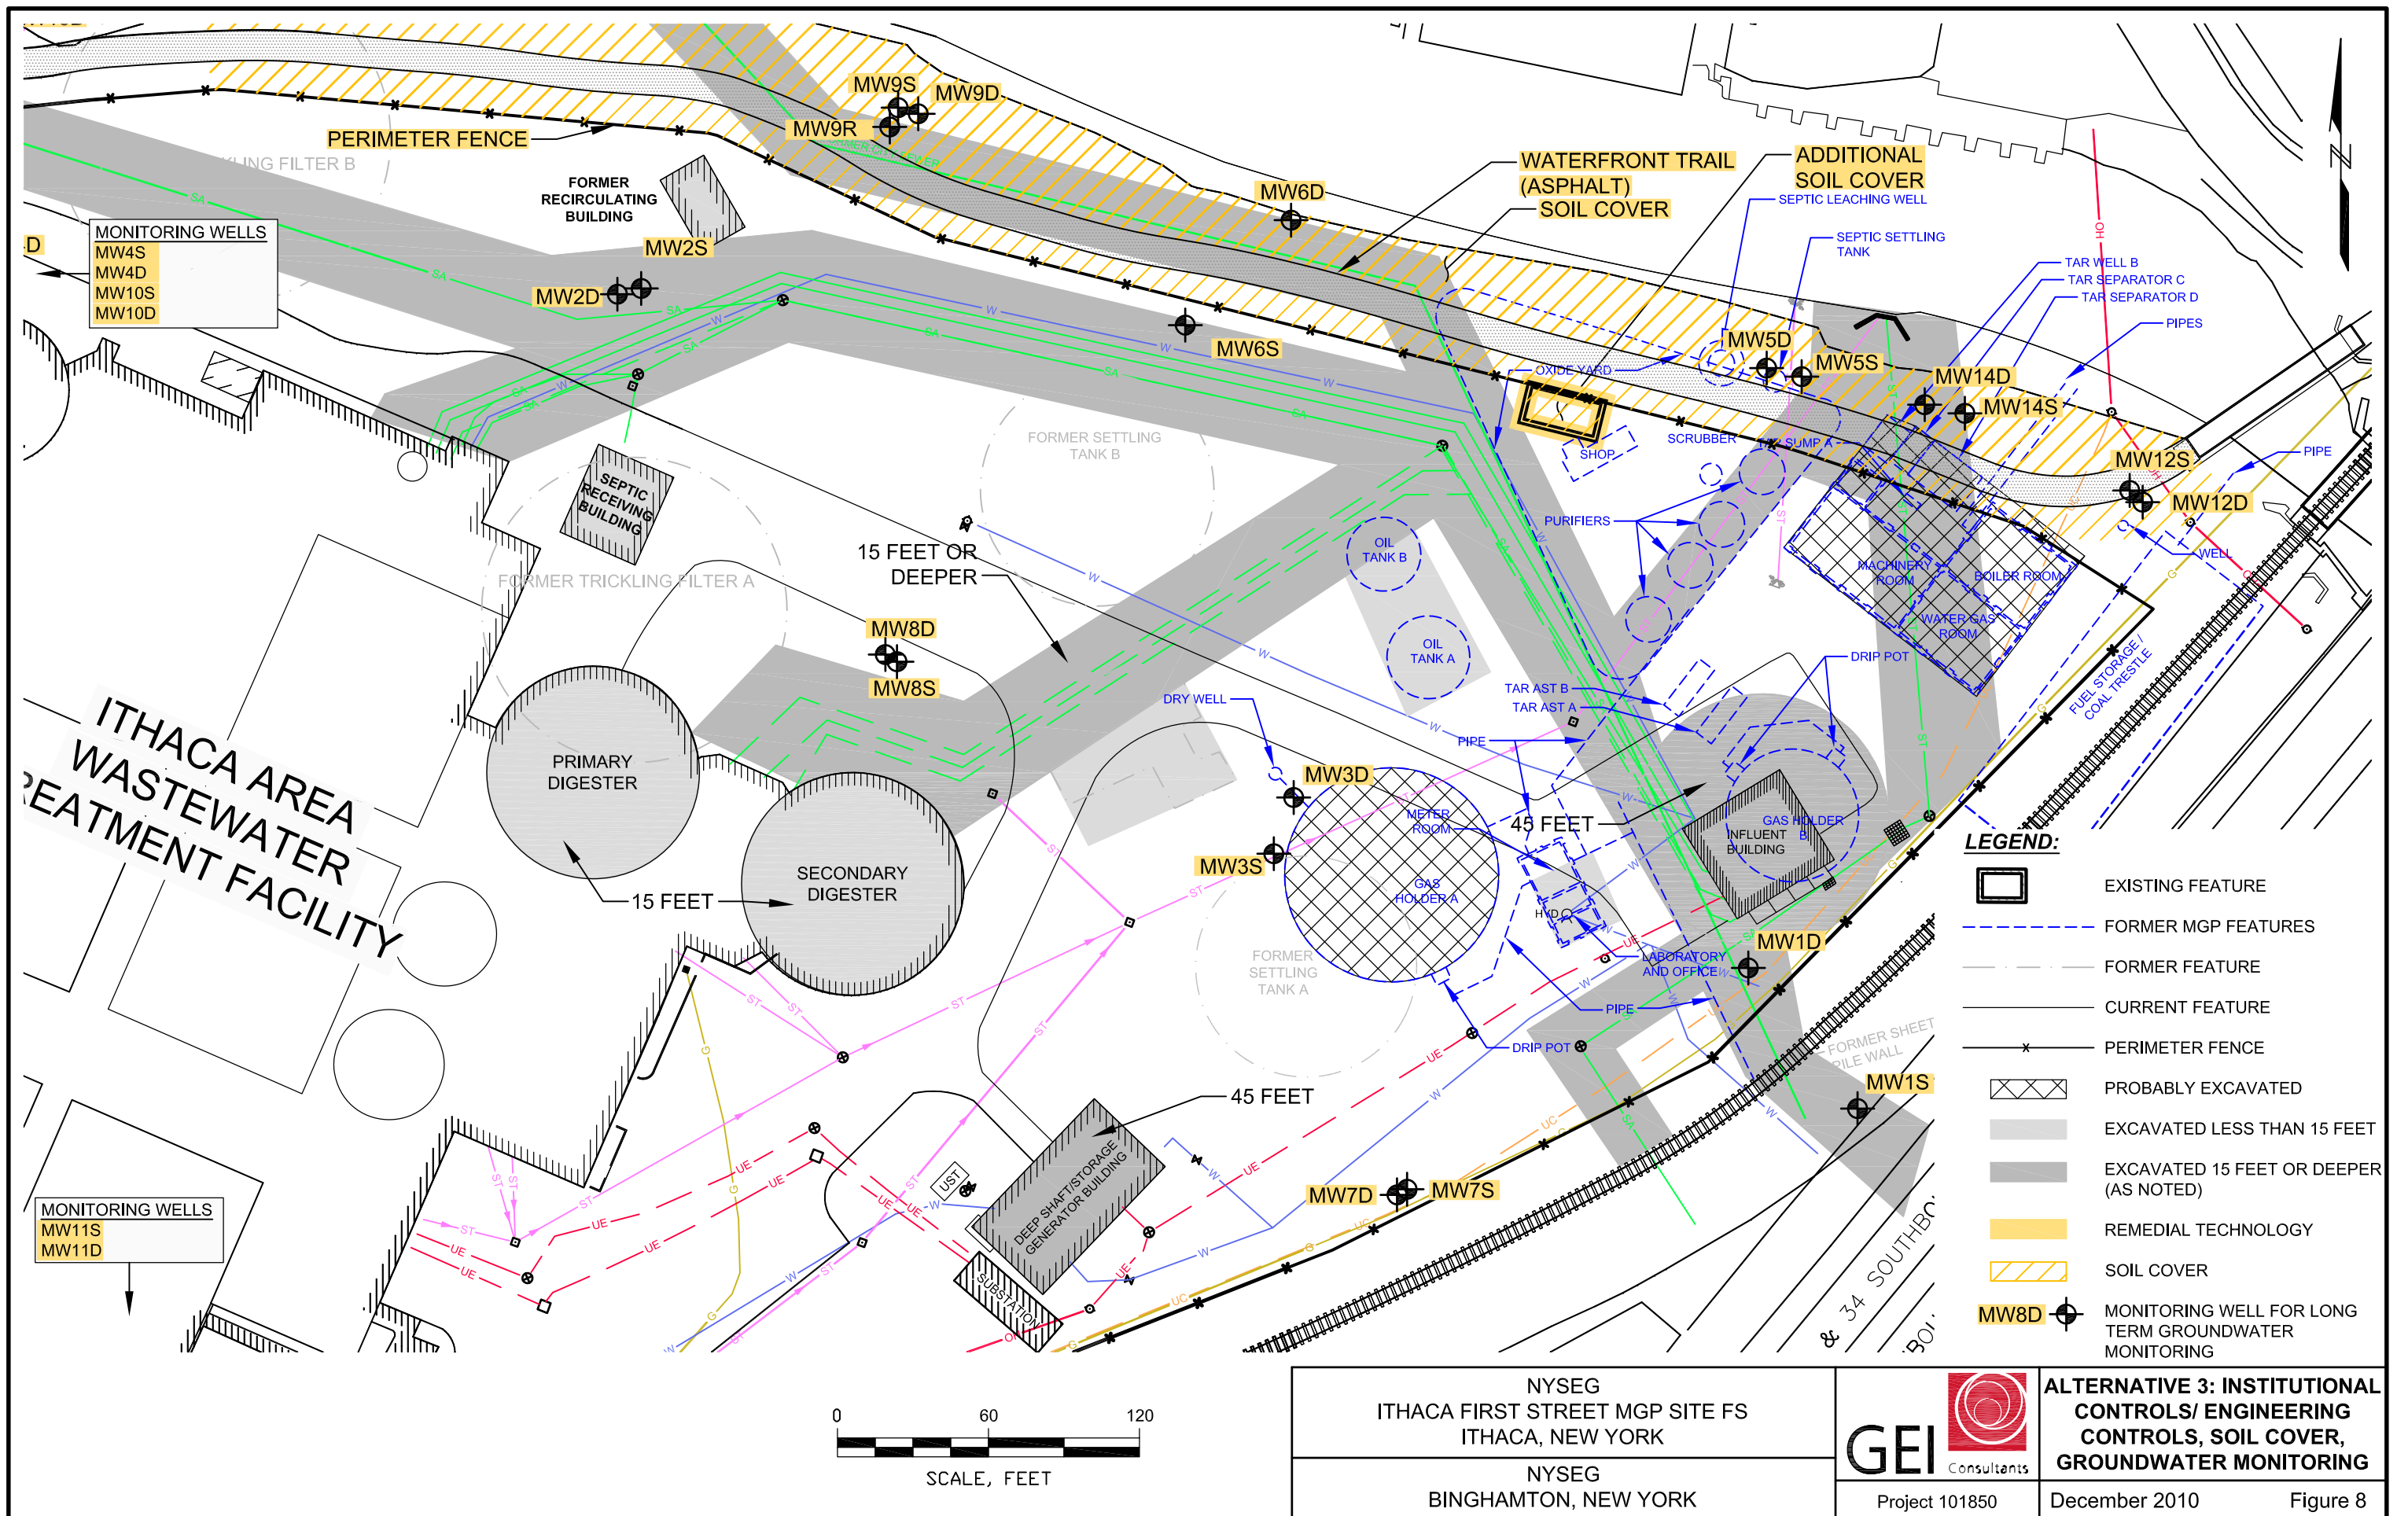 MW9S
MW9D
MW9R
PERIMETER FENCE
KLING FILTER B
FORMER
RECIRCULATING
BUILDING
WATERFRONT TRAIL
(ASPHALT)
SOIL COVER
ADDITIONAL
SOIL COVER
SEPTIC LEACHING WELL
SEPTIC SETTLING
TANK
MW6D
TAR WELL B
TAR SEPARATOR C
TAR SEPARATOR D
PIPES
N
D
MONITORING WELLS
MW4S
MW4D
MW10S
MW10D
MW2S
MW2D
MW6S
MW5D
MW5S
OXIDE YARD
MW14D
MW14S
SHOP
SCRUBBER
TAR SUMP A
MW12S
MW12D
PIPE
WELL
FORMER SETTLING
TANK B
SEPTIC
RECEIVING
BUILDING
FORMER TRICKLING FILTER A
15 FEET OR
DEEPER
OIL
TANK B
OIL
TANK A
PURIFIERS
MACHINERY
ROOM
BOILER ROOM
WATER GAS
ROOM
DRIP POT
FUEL STORAGE /
COAL TRESTLE
MW8D
MW8S
DRY WELL
TAR AST B
TAR AST A
PIPE
ITHACA AREA
WASTEWATER
REATMENT FACILITY
PRIMARY
DIGESTER
SECONDARY
DIGESTER
15 FEET
MW3D
MW3S
METER
ROOM
45 FEET
GAS HOLDER
B
INFLUENT
BUILDING
GAS
HOLDER A
HYD
FORMER
SETTLING
TANK A
LABORATORY
AND OFFICE
MW1D
PIPE
DRIP POT
FORMER SHEET
PILE WALL
MW1S
45 FEET
DEEP SHAFT/STORAGE
GENERATOR BUILDING
UST
SUBSTATION
MW7D
MW7S
MONITORING WELLS
MW11S
MW11D
& 34 SOUTHBO
LEGEND:
EXISTING FEATURE
FORMER MGP FEATURES
FORMER FEATURE
CURRENT FEATURE
PERIMETER FENCE
PROBABLY EXCAVATED
EXCAVATED LESS THAN 15 FEET
EXCAVATED 15 FEET OR DEEPER
(AS NOTED)
REMEDIAL TECHNOLOGY
SOIL COVER
MW8D
MONITORING WELL FOR LONG
TERM GROUNDWATER
MONITORING
0 60 120
SCALE, FEET
NYSEG
ITHACA FIRST STREET MGP SITE FS
ITHACA, NEW YORK
NYSEG
BINGHAMTON, NEW YORK
GEI Consultants
Project 101850
ALTERNATIVE 3: INSTITUTIONAL
CONTROLS/ ENGINEERING
CONTROLS, SOIL COVER,
GROUNDWATER MONITORING
December 2010 Figure 8